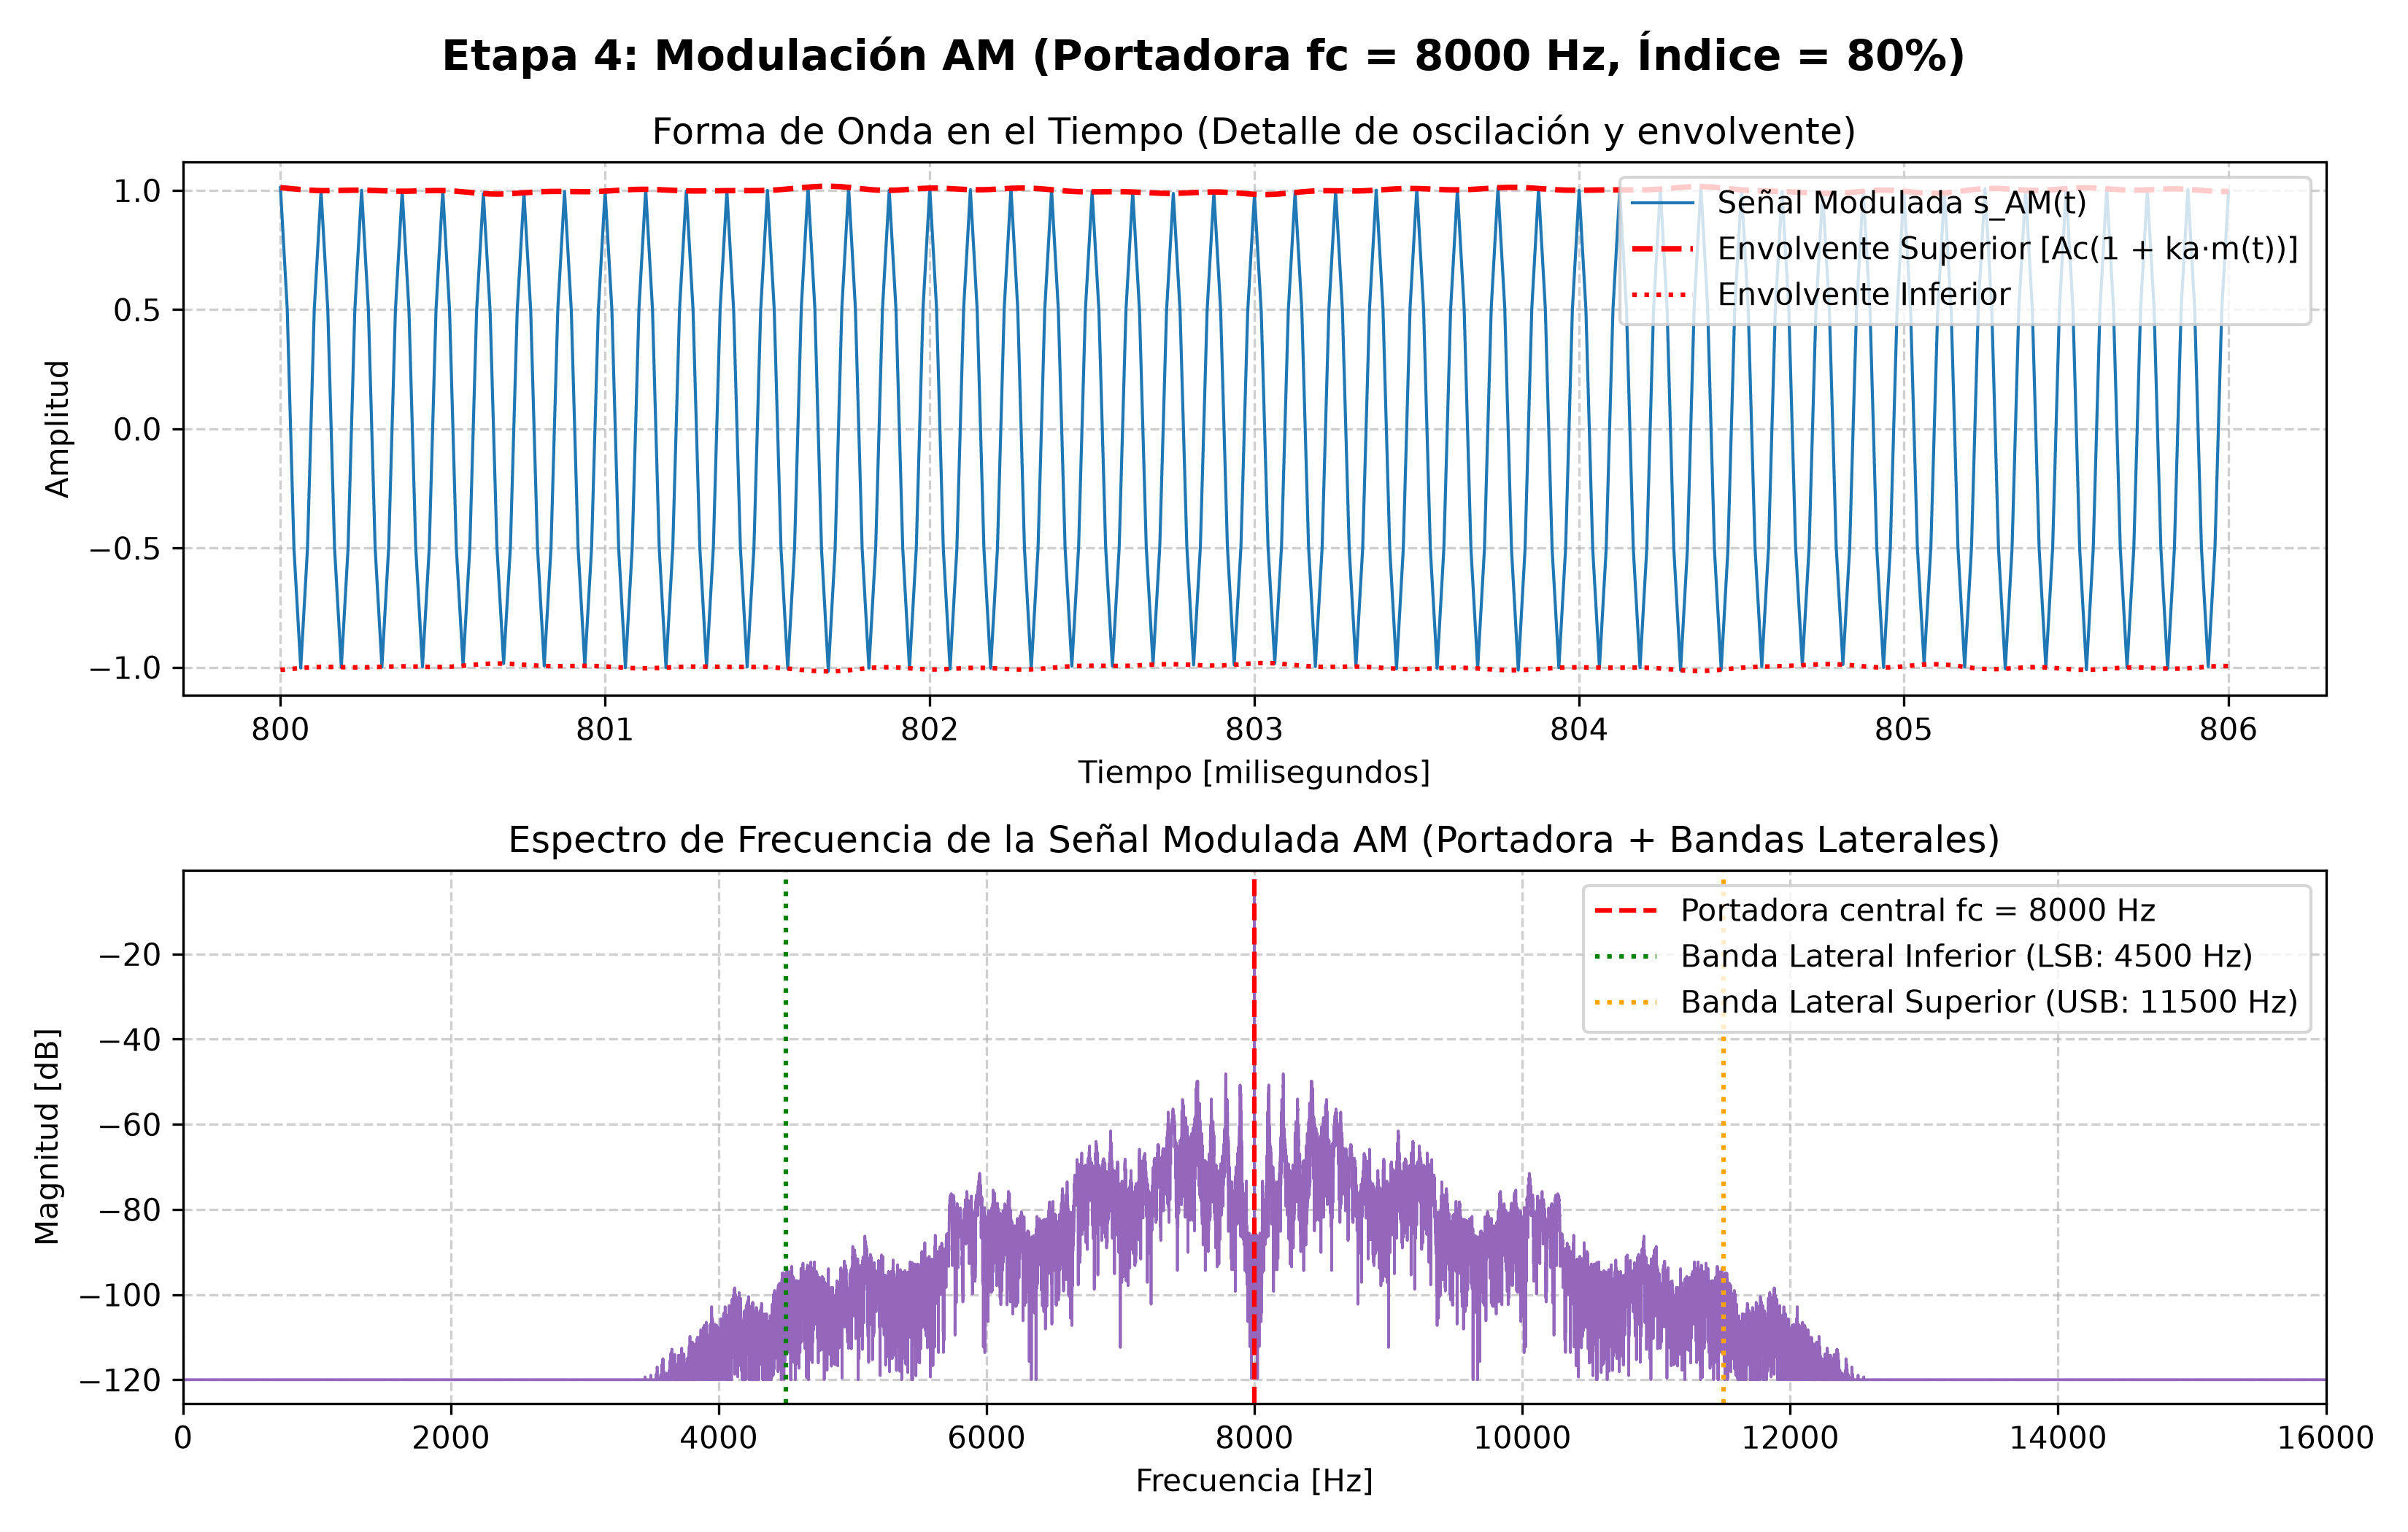 Etapa 4: Modulación AM (Portadora fc = 8000 Hz, Índice = 80%)
Forma de Onda en el Tiempo (Detalle de oscilación y envolvente)
Amplitud
1.0
0.5
0.0
−0.5
−1.0
Señal Modulada s_AM(t)
Envolvente Superior [Ac(1 + ka·m(t))]
Envolvente Inferior
800 801 802 803 804 805 806
Tiempo [milisegundos]
Espectro de Frecuencia de la Señal Modulada AM (Portadora + Bandas Laterales)
Magnitud [dB]
−20
−40
−60
−80
−100
−120
Portadora central fc = 8000 Hz
Banda Lateral Inferior (LSB: 4500 Hz)
Banda Lateral Superior (USB: 11500 Hz)
0 2000 4000 6000 8000 10000 12000 14000 16000
Frecuencia [Hz]